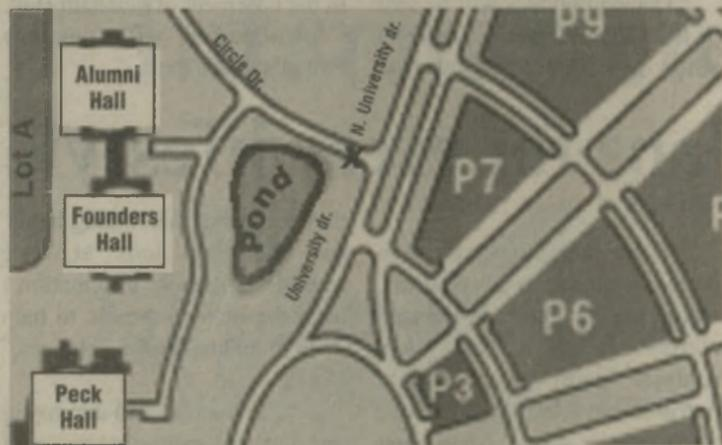 P9
Circle Dr.
N. University dr.
Alumni
Hall
Lot A
X
P7
Pond
Founders
Hall
University dr.
P6
P3
Peck
Hall